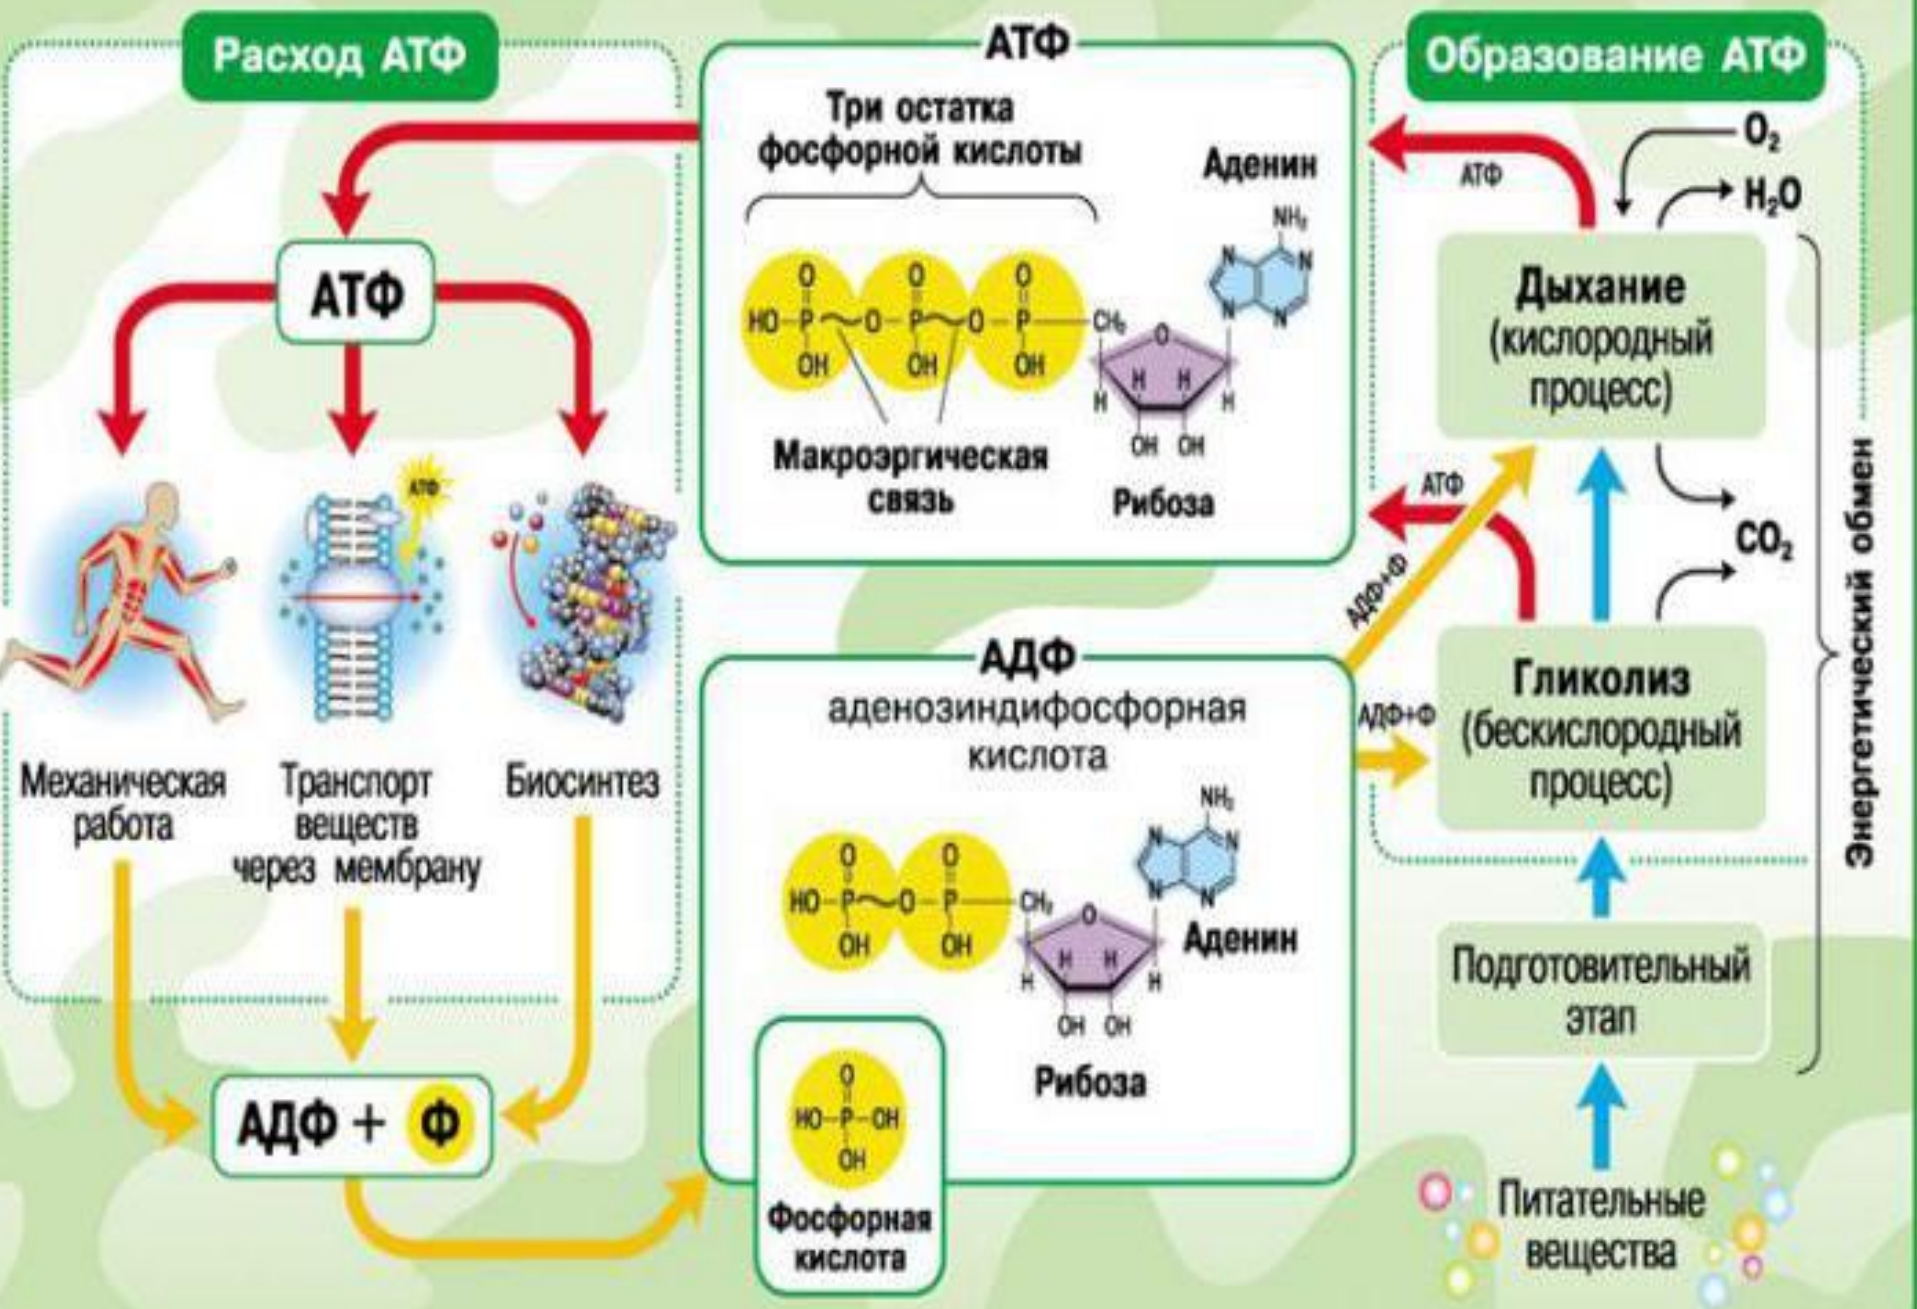 Расход АТФ
АТФ
АТФ
Механическая
работа
Транспорт
веществ
через мембрану
Биосинтез
АДФ + Ф
АТФ
Три остатка
фосфорной кислоты
Аденин
NH₂
N
N
N
N
O
O
O
HO–P~O–P~O–P–CH₂
O
OH
OH
OH
H
H
H
H
OH
OH
Макроэргическая
связь
Рибоза
АДФ
аденозиндифосфорная
кислота
NH₂
N
N
N
N
O
O
HO–P~O–P–CH₂
O
Аденин
OH
OH
H
H
H
H
OH
OH
Рибоза
O
HO–P–OH
OH
Фосфорная
кислота
Образование АТФ
O₂
АТФ
H₂O
Дыхание
(кислородный
процесс)
АТФ
CO₂
АДФ+Ф
Гликолиз
(бескислородный
процесс)
АДФ+Ф
Подготовительный
этап
Питательные
вещества
Энергетический обмен